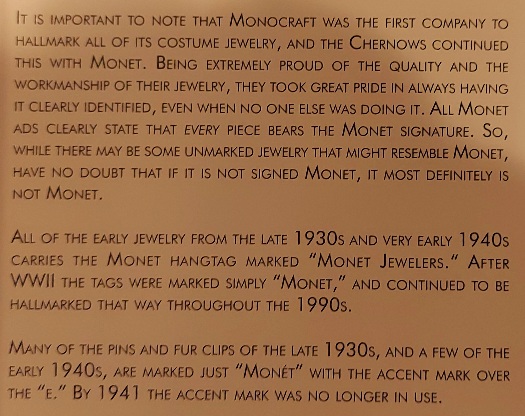 It is important to note that Monocraft was the first company to
hallmark all of its costume jewelry, and the Chernows continued
this with Monet. Being extremely proud of the quality and the
workmanship of their jewelry, they took great pride in always having
it clearly identified, even when no one else was doing it. All Monet
ads clearly state that every piece bears the Monet signature. So,
while there may be some unmarked jewelry that might resemble Monet,
have no doubt that if it is not signed Monet, it most definitely is
not Monet.
All of the early jewelry from the late 1930s and very early 1940s
carries the Monet hangtag marked "Monet Jewelers." After
WWII the tags were marked simply "Monet," and continued to be
hallmarked that way throughout the 1990s.
Many of the pins and fur clips of the late 1930s, and a few of the
early 1940s, are marked just "Monét" with the accent mark over
the "e." By 1941 the accent mark was no longer in use.